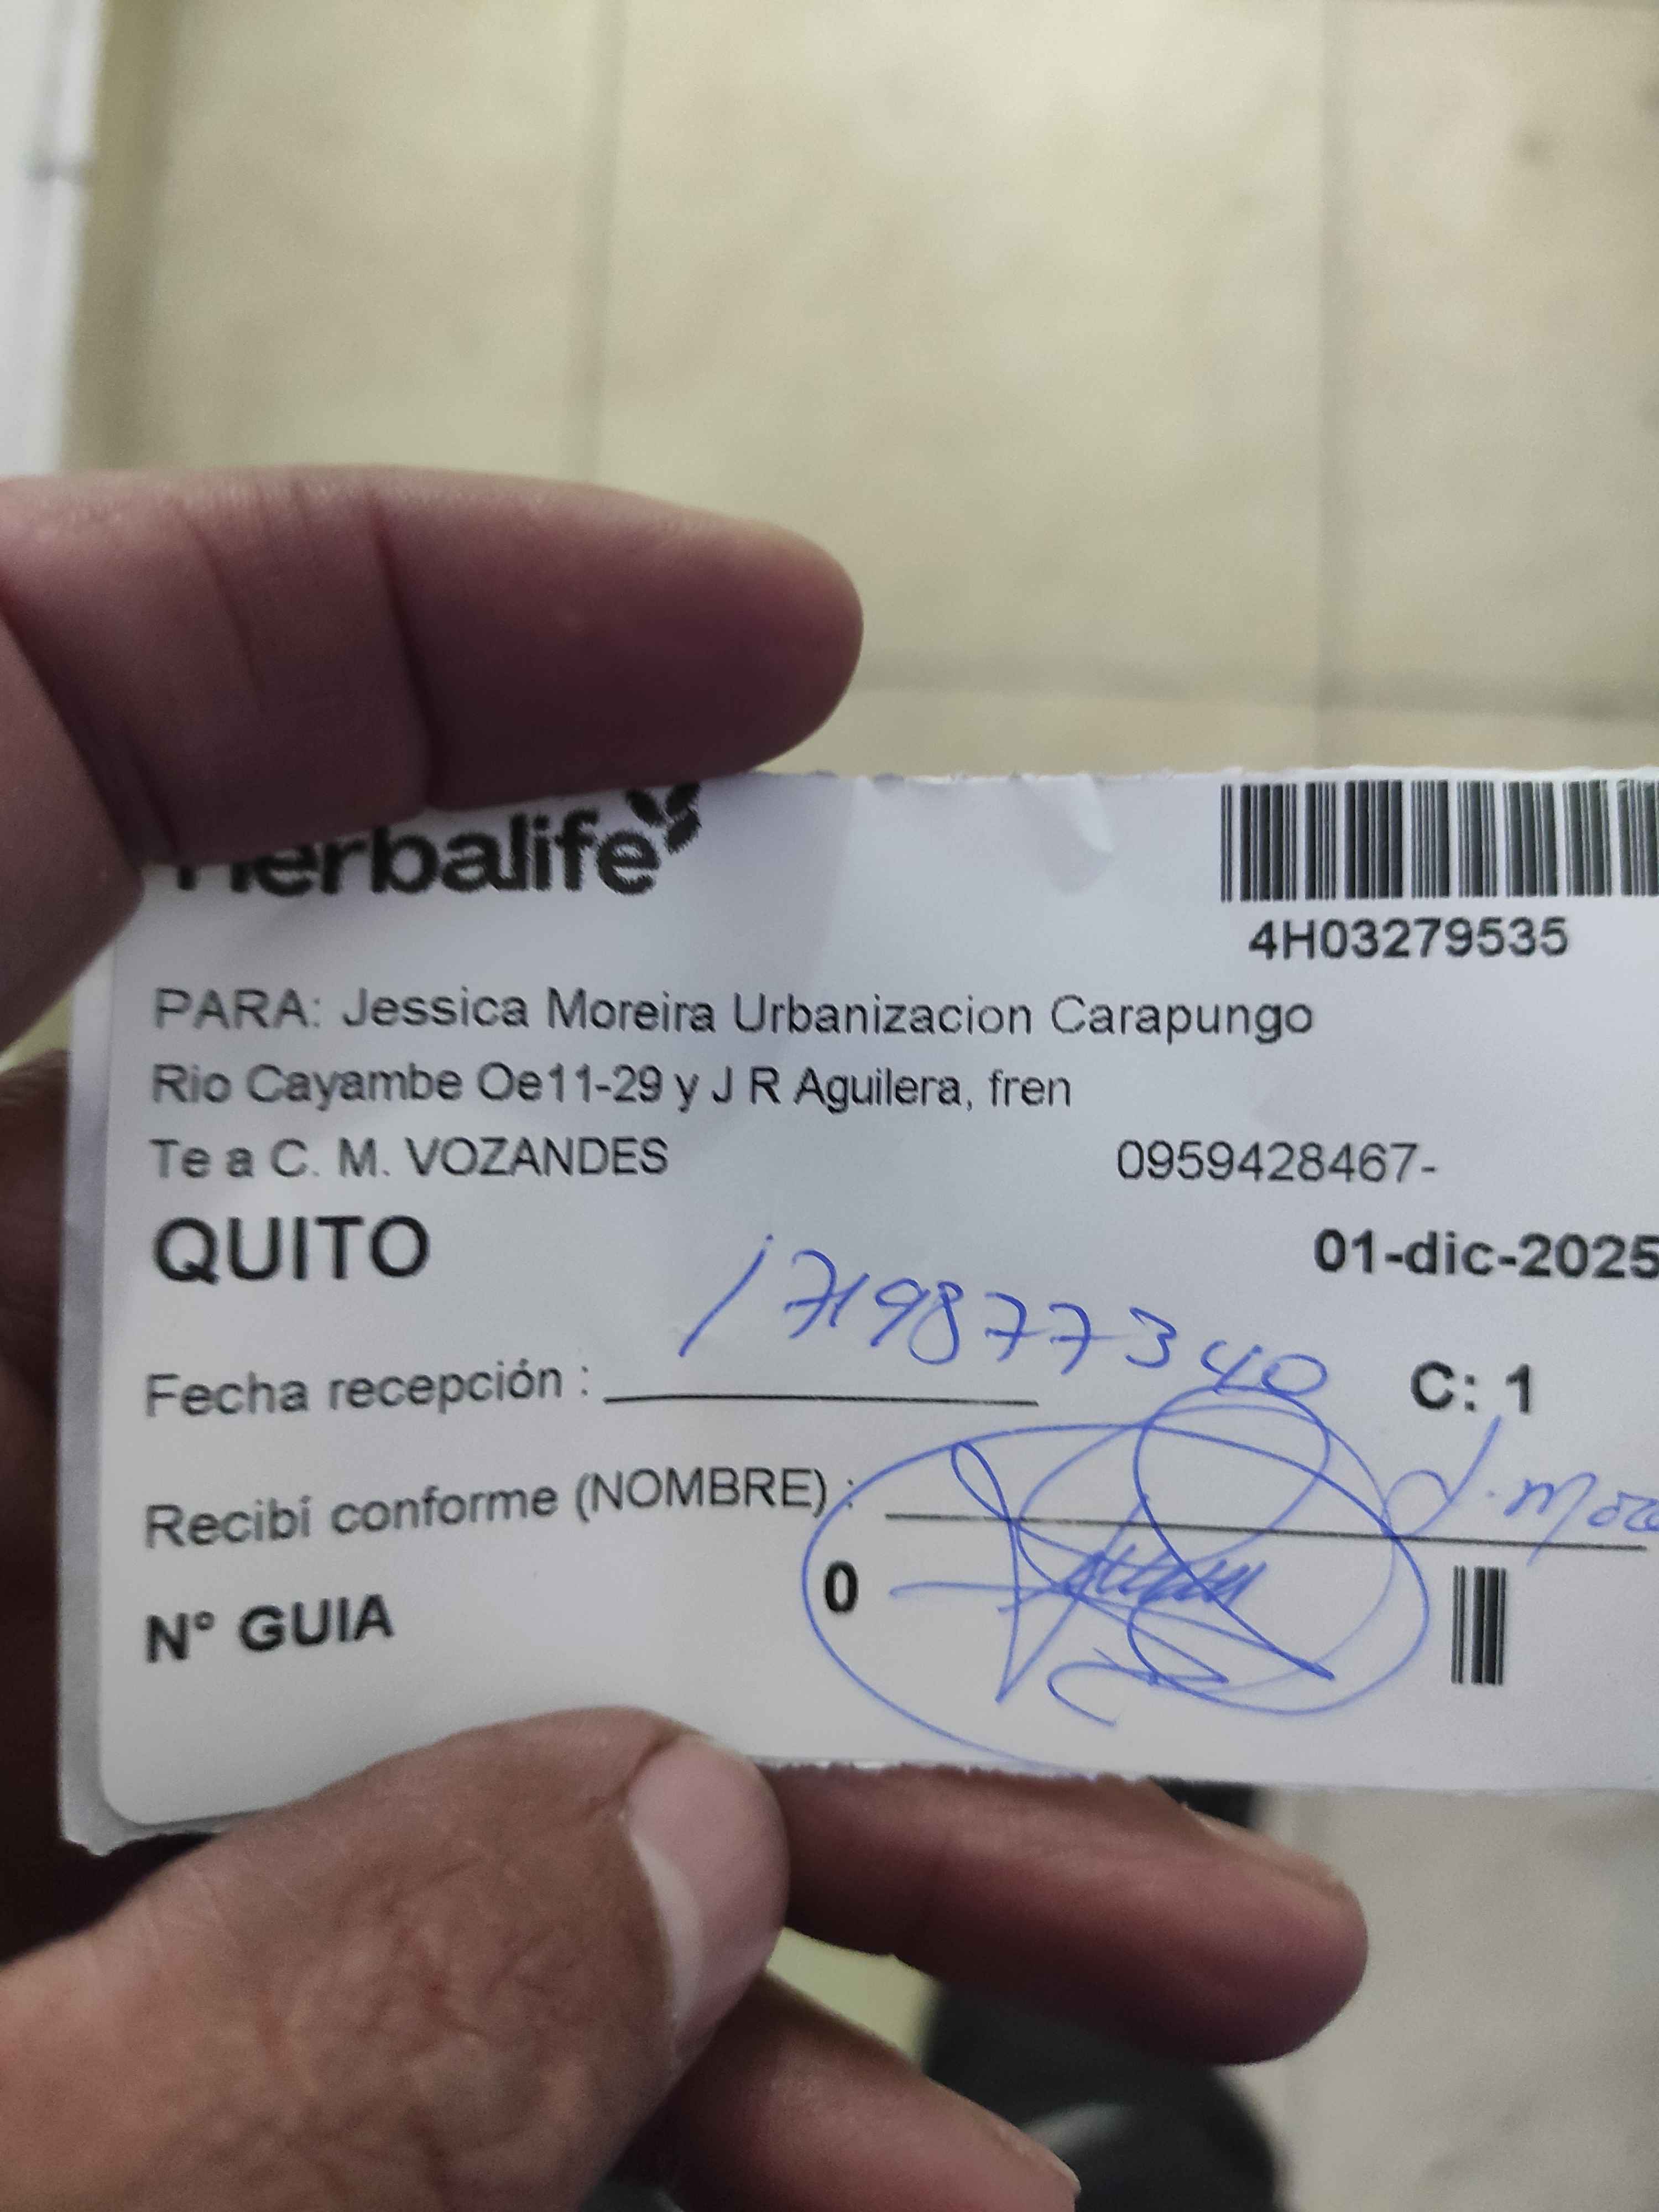 Herbalife
4H03279535
PARA: Jessica Moreira Urbanizacion Carapungo
Rio Cayambe Oe11-29 y J R Aguilera, fren
Te a C. M. VOZANDES 0959428467-
QUITO 01-dic-2025
1719877340
Fecha recepción : C: 1
Recibí conforme (NOMBRE) :
N° GUIA 0